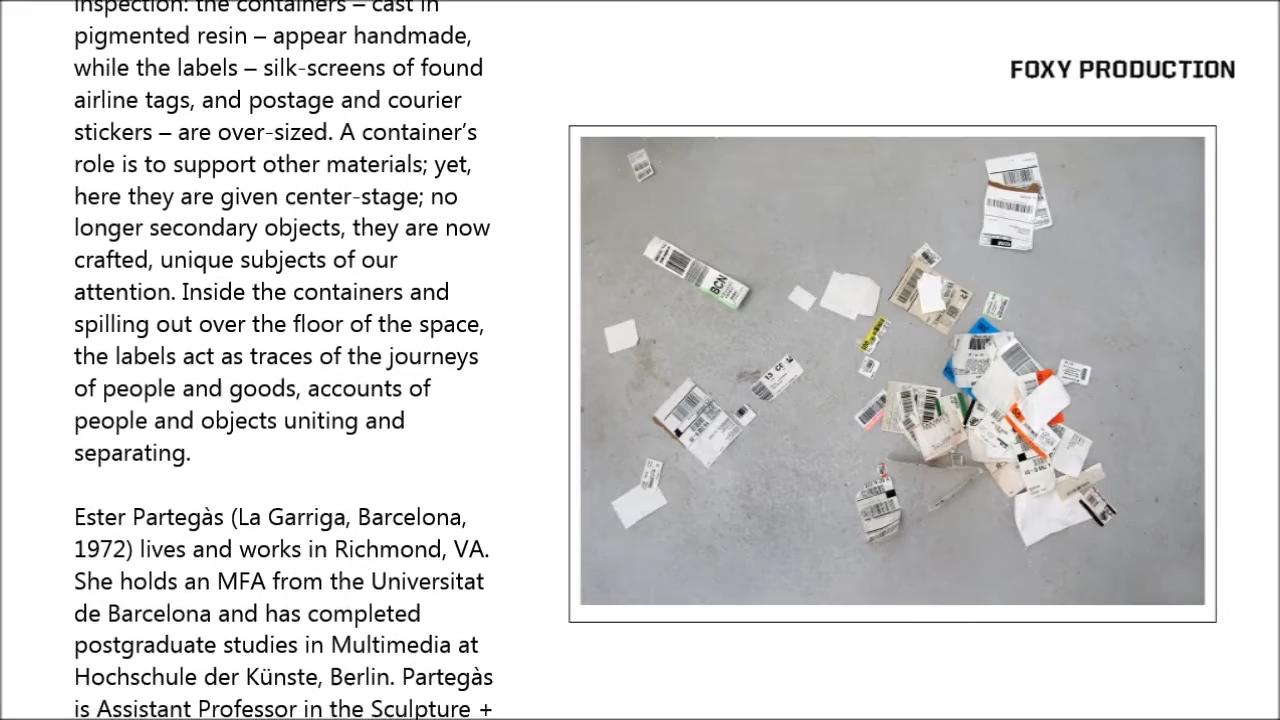 inspection: the containers – cast in
pigmented resin – appear handmade,
while the labels – silk-screens of found
airline tags, and postage and courier
stickers – are over-sized. A container’s
role is to support other materials; yet,
here they are given center-stage; no
longer secondary objects, they are now
crafted, unique subjects of our
attention. Inside the containers and
spilling out over the floor of the space,
the labels act as traces of the journeys
of people and goods, accounts of
people and objects uniting and
separating.
Ester Partegàs (La Garriga, Barcelona,
1972) lives and works in Richmond, VA.
She holds an MFA from the Universitat
de Barcelona and has completed
postgraduate studies in Multimedia at
Hochschule der Künste, Berlin. Partegàs
is Assistant Professor in the Sculpture +
FOXY PRODUCTION
BCN